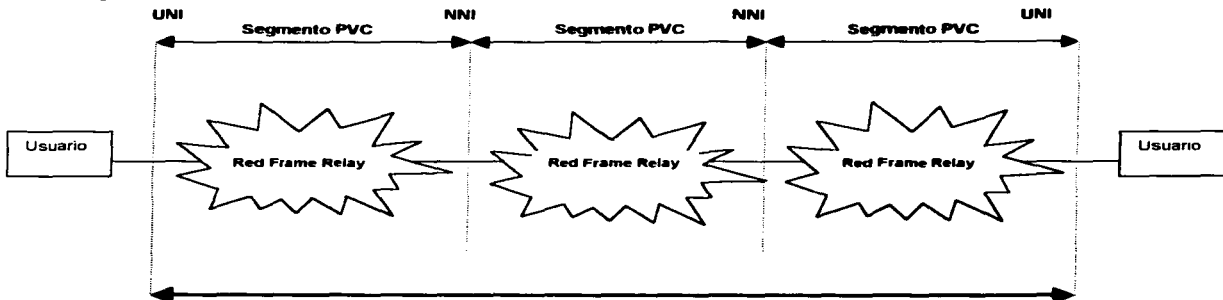 UNI NNI NNI UNI
Segmento PVC Segmento PVC Segmento PVC
Usuario Red Frame Relay Red Frame Relay Red Frame Relay Usuario